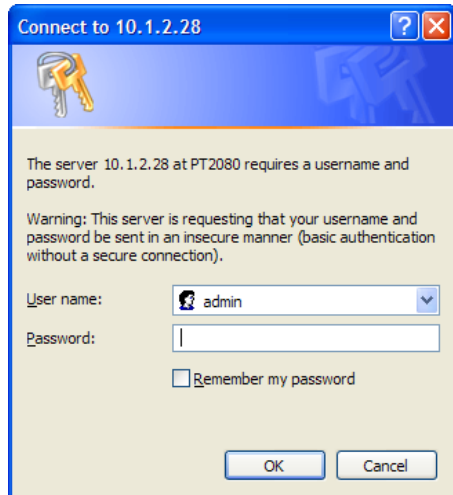 Connect to 10.1.2.28
The server 10.1.2.28 at PT2080 requires a username and
password.
Warning: This server is requesting that your username and
password be sent in an insecure manner (basic authentication
without a secure connection).
User name:
admin
Password:
Remember my password
OK
Cancel